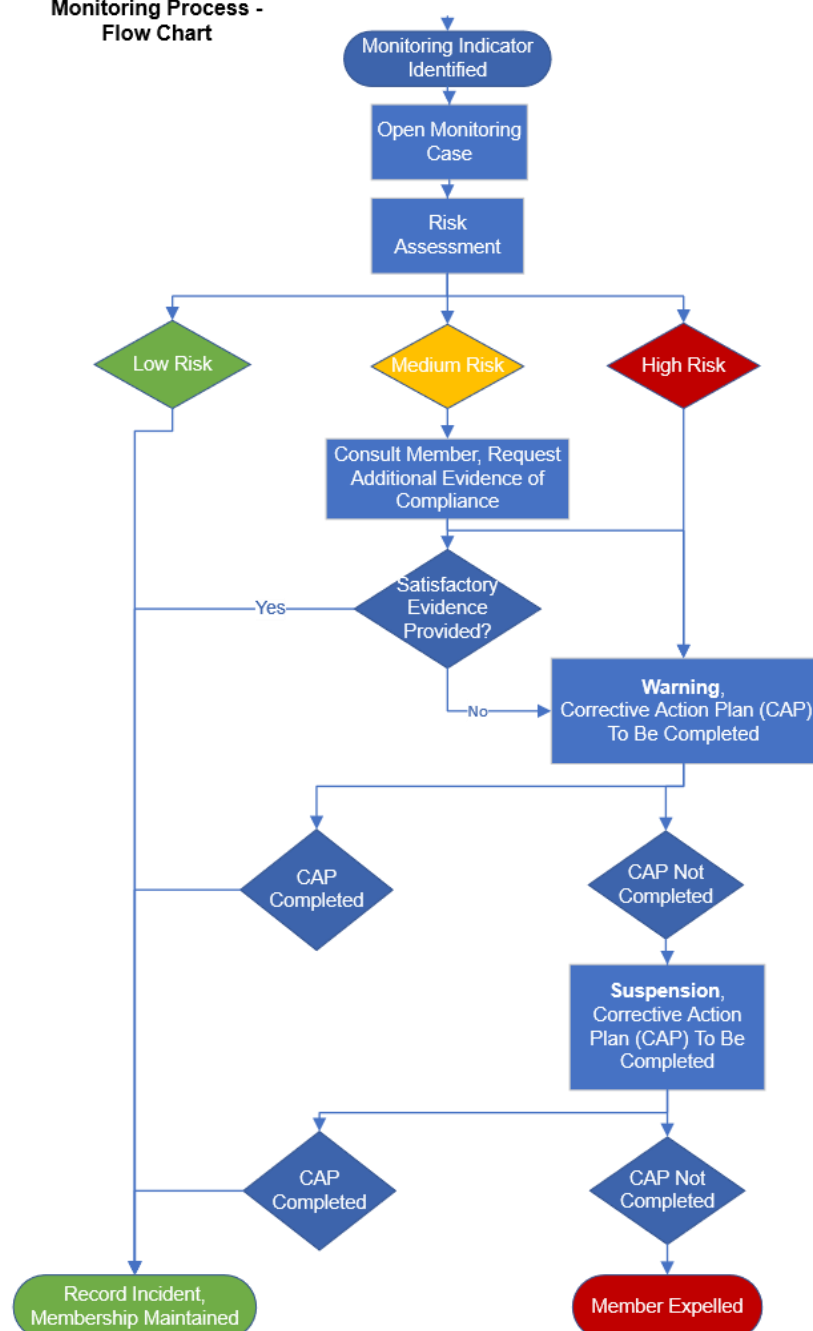 Monitoring Process -
Flow Chart
Monitoring Indicator
Identified
Open Monitoring
Case
Risk
Assessment
Low Risk
Medium Risk
High Risk
Consult Member, Request
Additional Evidence of
Compliance
Satisfactory
Evidence
Provided?
Yes
No
Warning,
Corrective Action Plan (CAP)
To Be Completed
CAP
Completed
CAP Not
Completed
Suspension,
Corrective Action
Plan (CAP) To Be
Completed
CAP
Completed
CAP Not
Completed
Record Incident,
Membership Maintained
Member Expelled